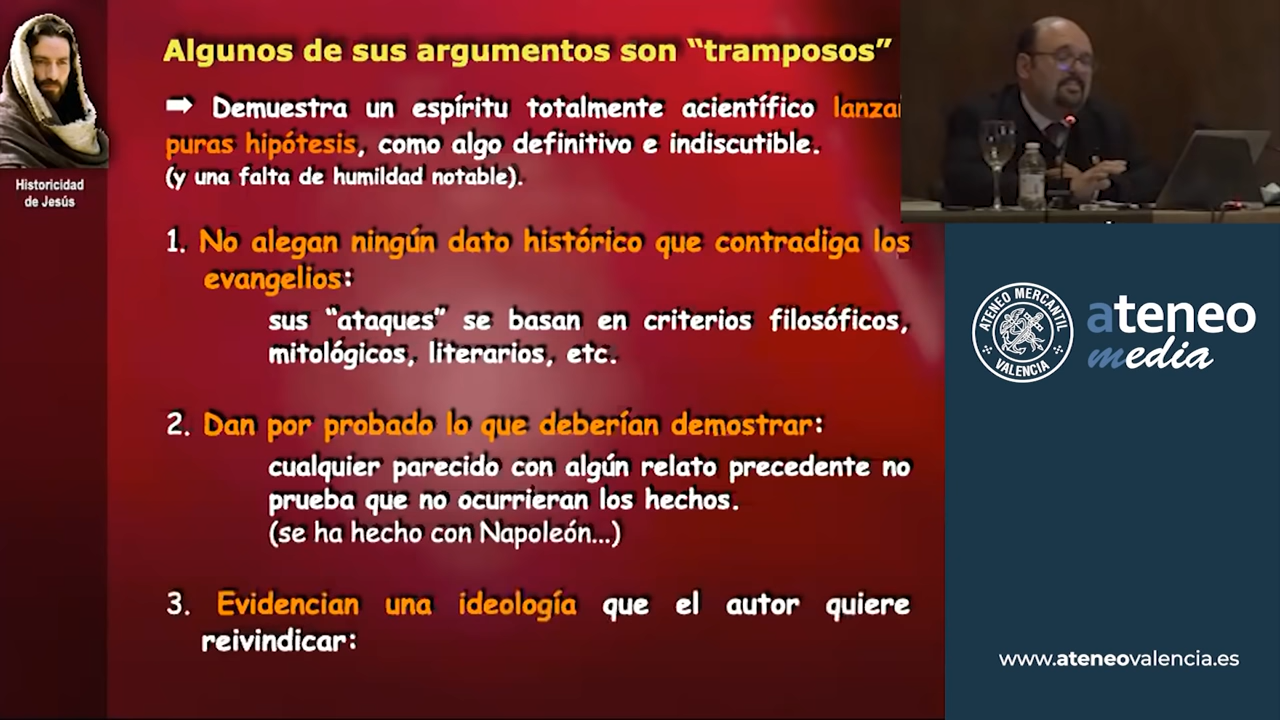 Algunos de sus argumentos son “tramposos”
➡ Demuestra un espíritu totalmente acientífico lanzar
puras hipótesis, como algo definitivo e indiscutible.
(y una falta de humildad notable).
Historicidad
de Jesús
1. No alegan ningún dato histórico que contradiga los
evangelios:
sus “ataques” se basan en criterios filosóficos,
mitológicos, literarios, etc.
2. Dan por probado lo que deberían demostrar:
cualquier parecido con algún relato precedente no
prueba que no ocurrieran los hechos.
(se ha hecho con Napoleón...)
3. Evidencian una ideología que el autor quiere
reivindicar:
ATENEO MERCANTIL
VALENCIA
ateneo
media
www.ateneovalencia.es